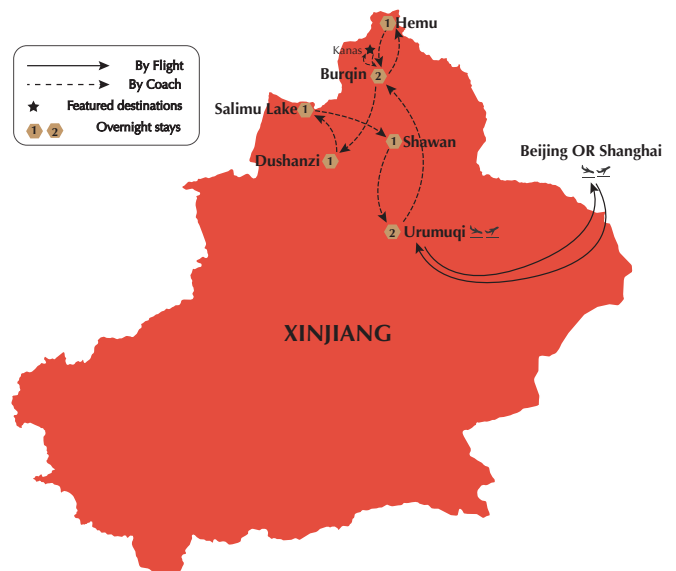 By Flight
By Coach
Featured destinations
1 2 Overnight stays
1 Hemu
Kanas
Burqin 2
Salimu Lake 1
1 Shawan
Dushanzi 1
Beijing OR Shanghai
2 Urumuqi
XINJIANG